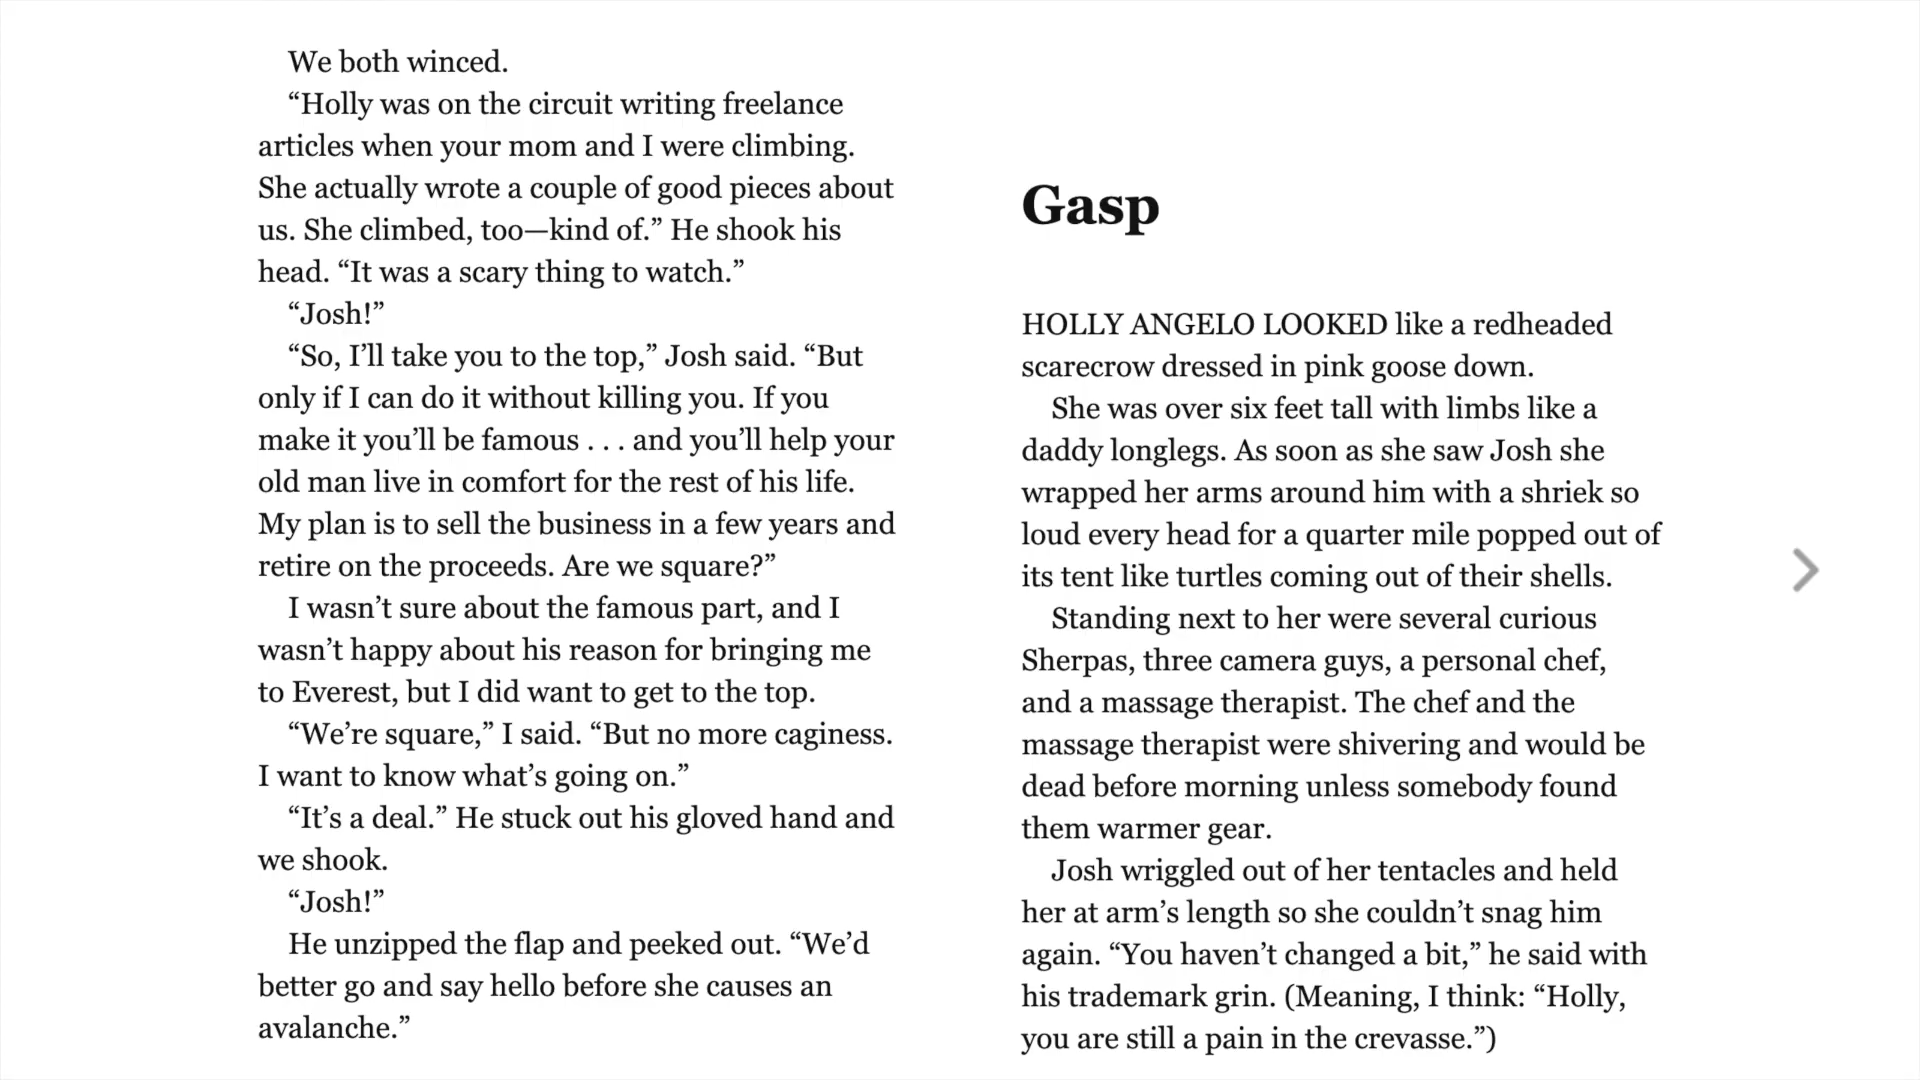 We both winced.
“Holly was on the circuit writing freelance
articles when your mom and I were climbing.
She actually wrote a couple of good pieces about
us. She climbed, too—kind of.” He shook his
head. “It was a scary thing to watch.”
“Josh!”
“So, I’ll take you to the top,” Josh said. “But
only if I can do it without killing you. If you
make it you’ll be famous . . . and you’ll help your
old man live in comfort for the rest of his life.
My plan is to sell the business in a few years and
retire on the proceeds. Are we square?”
I wasn’t sure about the famous part, and I
wasn’t happy about his reason for bringing me
to Everest, but I did want to get to the top.
“We’re square,” I said. “But no more caginess.
I want to know what’s going on.”
“It’s a deal.” He stuck out his gloved hand and
we shook.
“Josh!”
He unzipped the flap and peeked out. “We’d
better go and say hello before she causes an
avalanche.”
Gasp
HOLLY ANGELO LOOKED like a redheaded
scarecrow dressed in pink goose down.
She was over six feet tall with limbs like a
daddy longlegs. As soon as she saw Josh she
wrapped her arms around him with a shriek so
loud every head for a quarter mile popped out of
its tent like turtles coming out of their shells.
Standing next to her were several curious
Sherpas, three camera guys, a personal chef,
and a massage therapist. The chef and the
massage therapist were shivering and would be
dead before morning unless somebody found
them warmer gear.
Josh wriggled out of her tentacles and held
her at arm’s length so she couldn’t snag him
again. “You haven’t changed a bit,” he said with
his trademark grin. (Meaning, I think: “Holly,
you are still a pain in the crevasse.”)